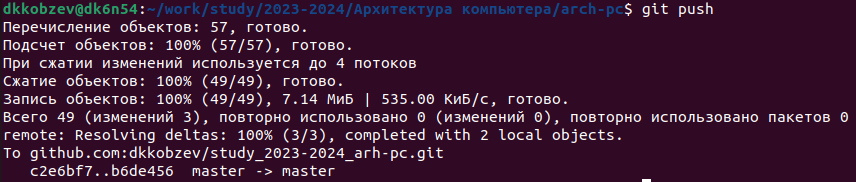 dkkobzev@dk6n54:~/work/study/2023-2024/Архитектура компьютера/arch-pc$ git push
Перечисление объектов: 57, готово.
Подсчет объектов: 100% (57/57), готово.
При сжатии изменений используется до 4 потоков
Сжатие объектов: 100% (49/49), готово.
Запись объектов: 100% (49/49), 7.14 МиБ | 535.00 КиБ/с, готово.
Всего 49 (изменений 3), повторно использовано 0 (изменений 0), повторно использовано пакетов 0
remote: Resolving deltas: 100% (3/3), completed with 2 local objects.
To github.com:dkkobzev/study_2023-2024_arh-pc.git
c2e6bf7..b6de456  master -> master